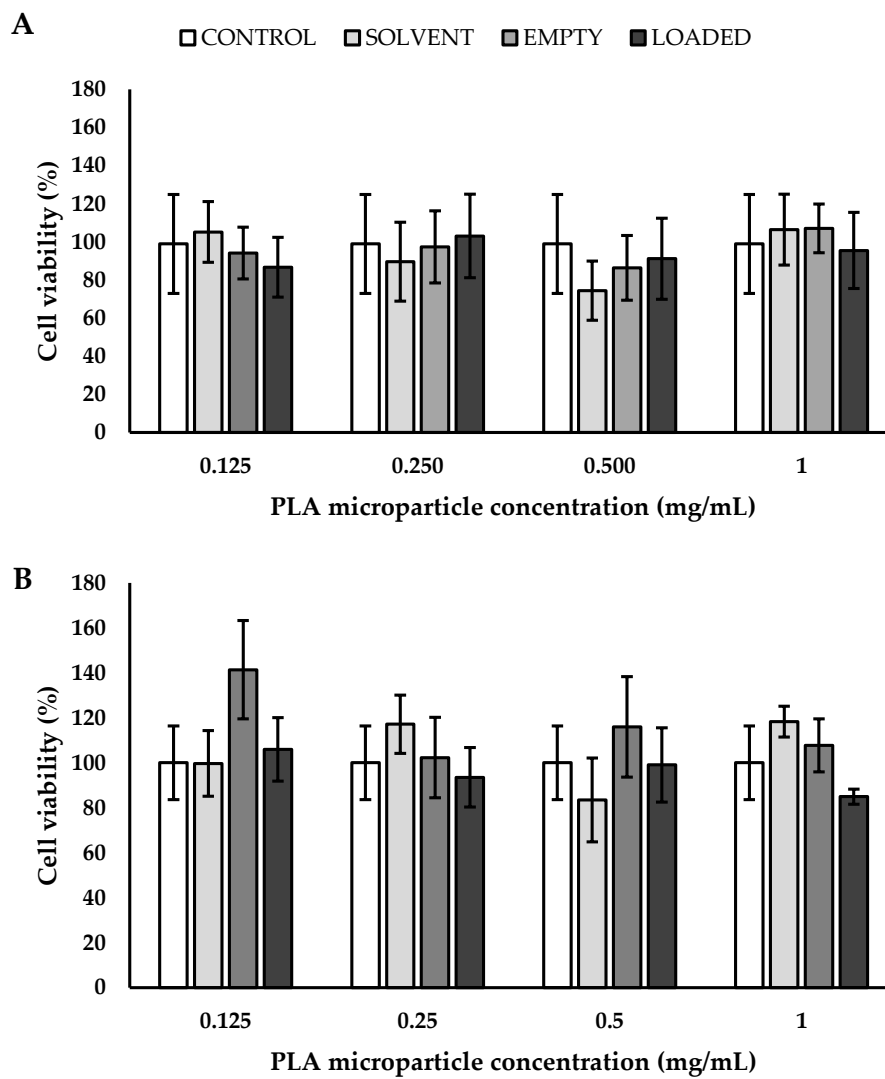 A
CONTROL SOLVENT EMPTY LOADED
Cell viability (%)
180
160
140
120
100
80
60
40
20
0
0.125 0.250 0.500 1
PLA microparticle concentration (mg/mL)
B
Cell viability (%)
180
160
140
120
100
80
60
40
20
0
0.125 0.25 0.5 1
PLA microparticle concentration (mg/mL)